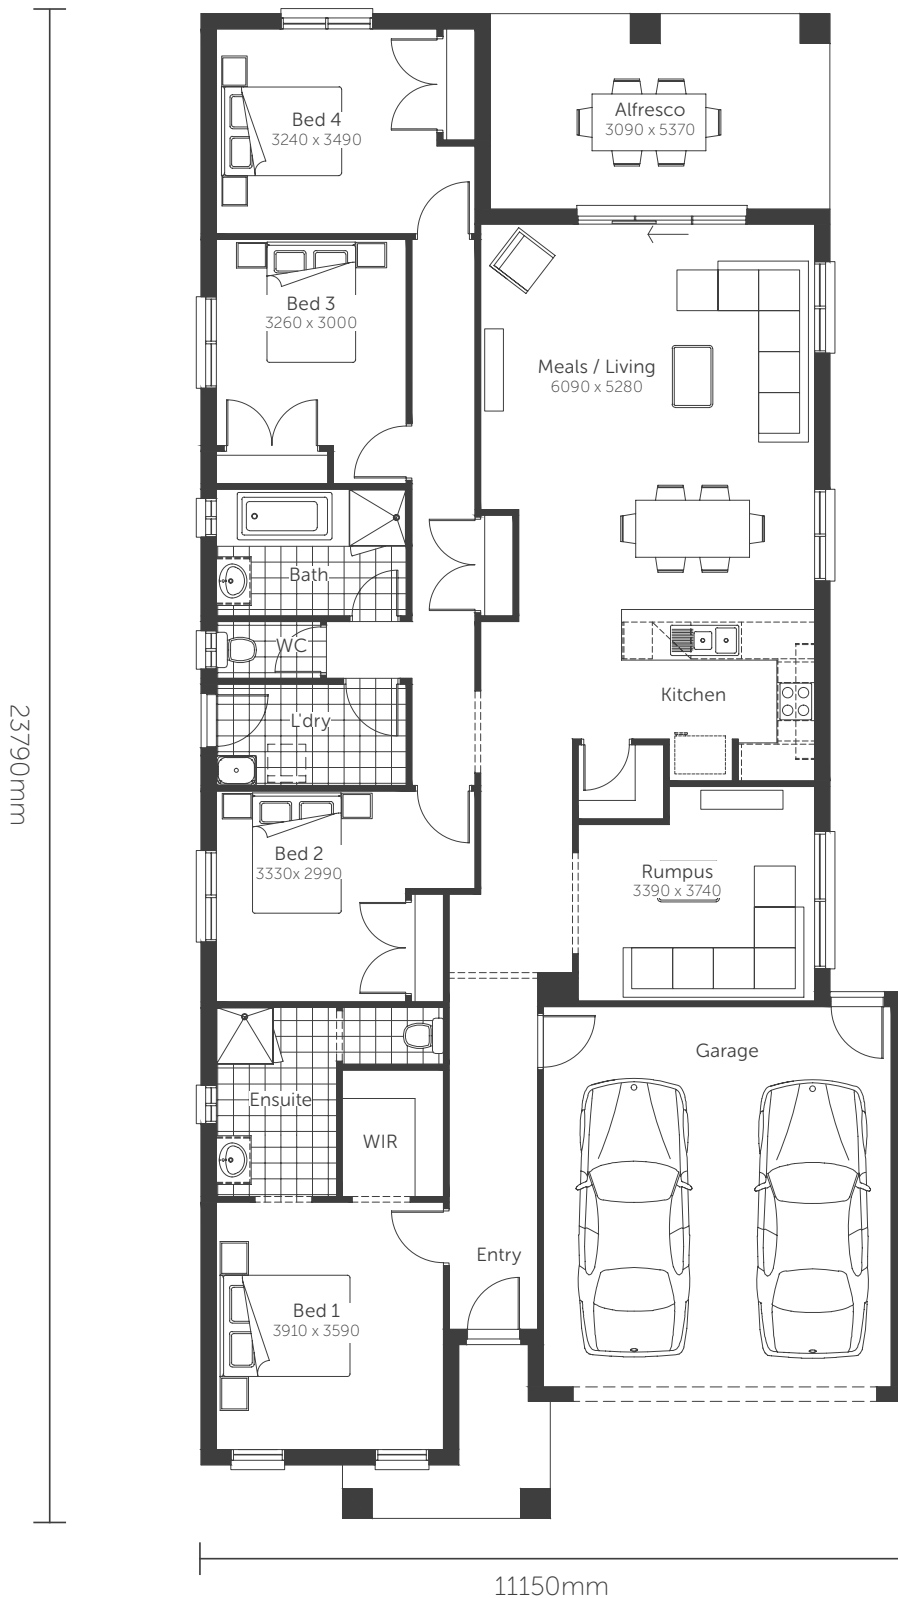 Bed 4
3240 x 3490
Alfresco
3090 x 5370
Bed 3
3260 x 3000
Meals / Living
6090 x 5280
Bath
WC
Kitchen
L'dry
23790mm
Bed 2
3330x 2990
Rumpus
3390 x 3740
Garage
Ensuite
WIR
Entry
Bed 1
3910 x 3590
11150mm